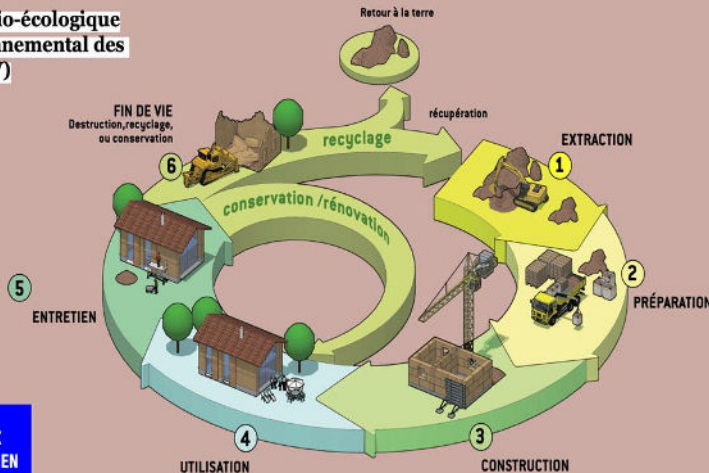 io-écologique
nnemental des
Retour à la terre
FIN DE VIE
Destruction,recyclage,
ou conservation
récupération
recyclage
EXTRACTION
6
1
conservation/rénovation
2
PRÉPARATION
5
ENTRETIEN
4
3
EN
UTILISATION
CONSTRUCTION